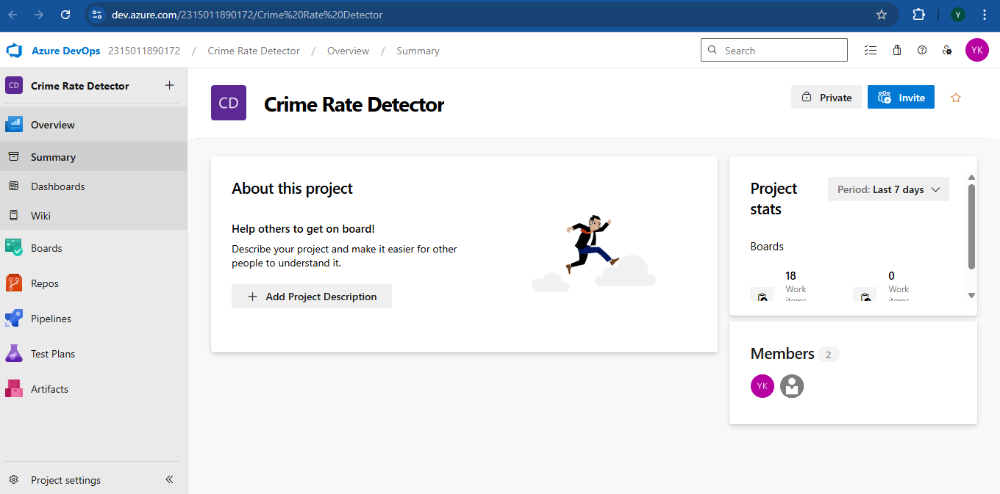 dev.azure.com/2315011890172/Crime%20Rate%20Detector
Y
Azure DevOps 2315011890172 / Crime Rate Detector / Overview / Summary
Search
YK
CD Crime Rate Detector
Overview
Summary
Dashboards
Wiki
Boards
Repos
Pipelines
Test Plans
Artifacts
Project settings
CD Crime Rate Detector
Private
Invite
About this project
Help others to get on board!
Describe your project and make it easier for other
people to understand it.
+ Add Project Description
Project
stats
Period: Last 7 days
Boards
18
Work
items
0
Work
items
Members 2
YK